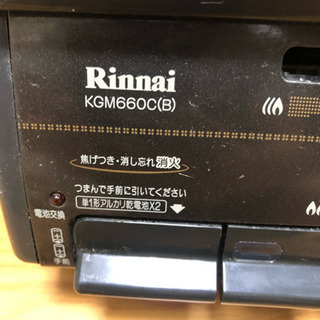 Rinnai
KGM660C(B)
焦げつき・消し忘れ消火
つまんで手前に引いてください
単1形アルカリ乾電池X2
電池交換
手前